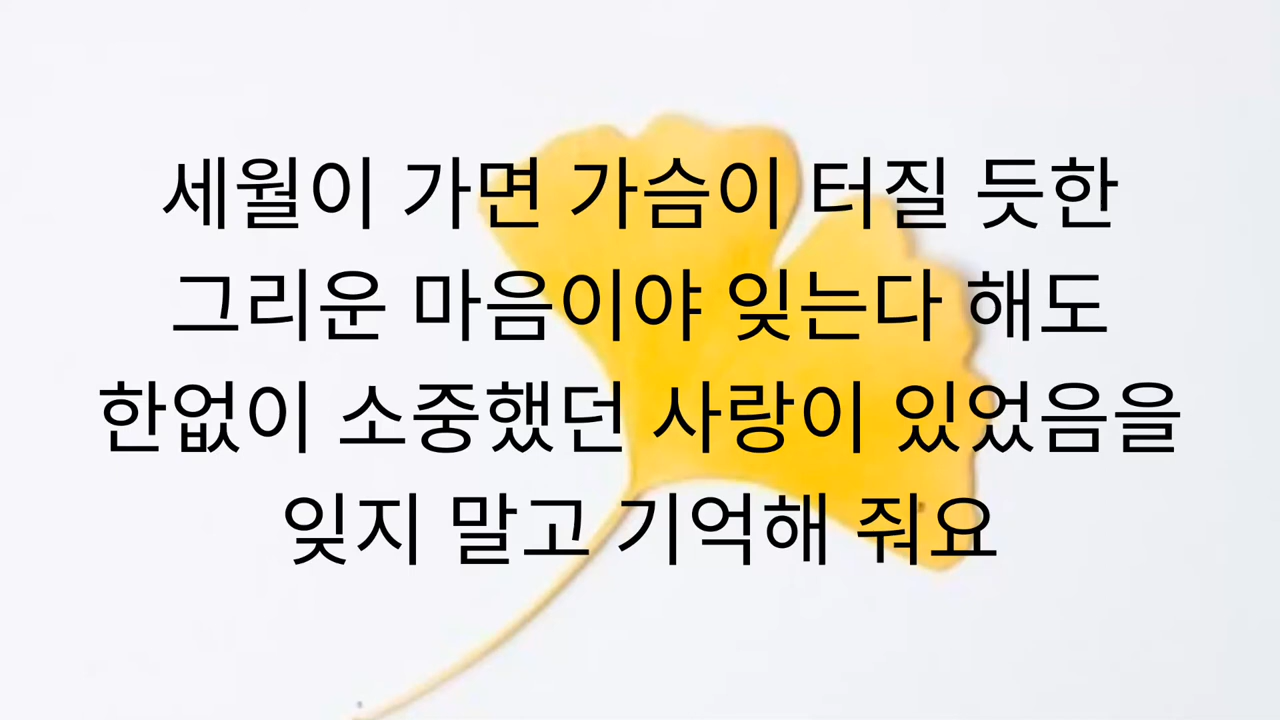 세월이 가면 가슴이 터질 듯한
그리운 마음이야 잊는다 해도
한없이 소중했던 사랑이 있었음을
잊지 말고 기억해 줘요